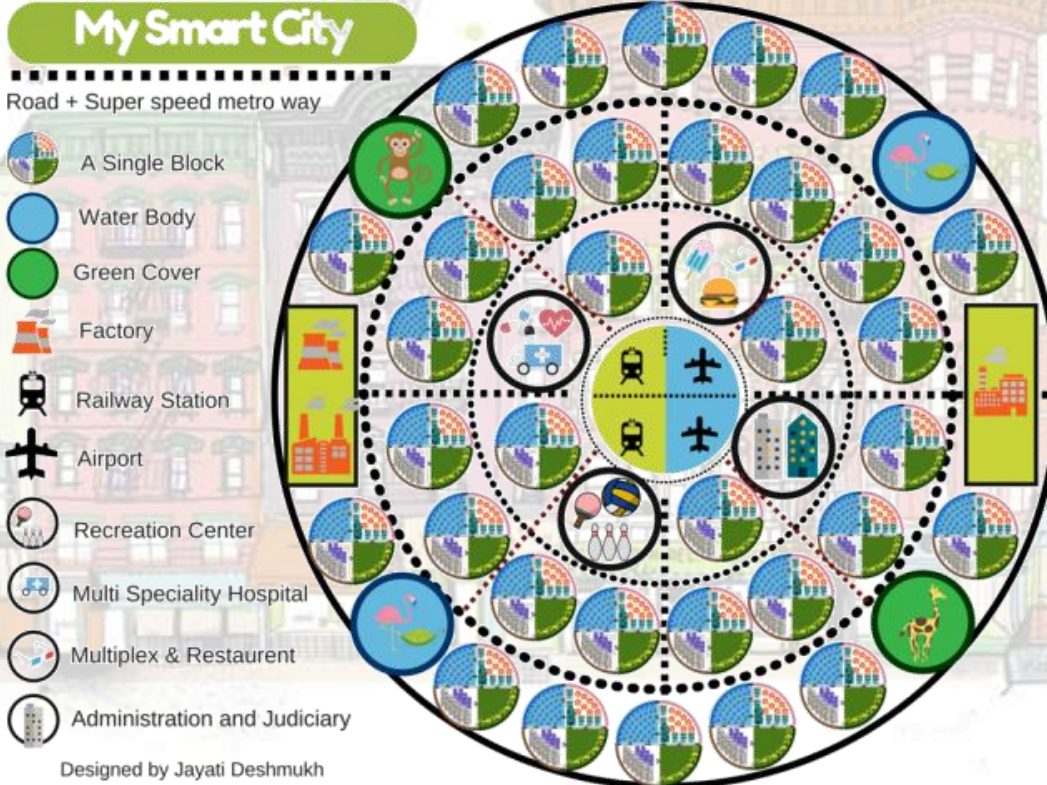 My Smart City
Road + Super speed metro way
A Single Block
Water Body
Green Cover
Factory
Railway Station
Airport
Recreation Center
Multi Speciality Hospital
Multiplex & Restaurent
Administration and Judiciary
Designed by Jayati Deshmukh